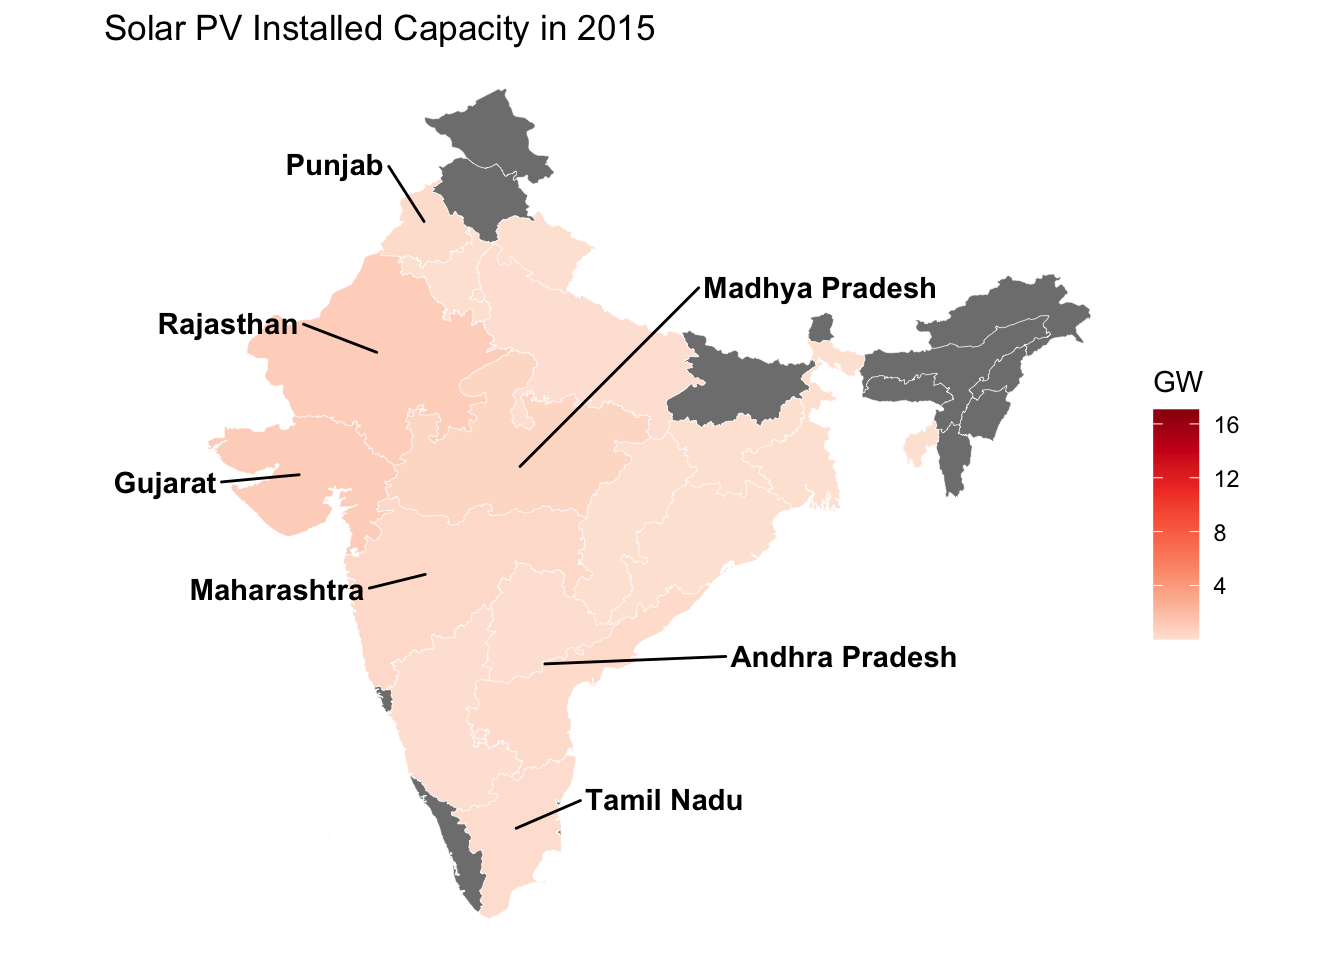 Solar PV Installed Capacity in 2015
Punjab
Madhya Pradesh
Rajasthan
GW
16
12
Gujarat
8
4
Maharashtra
Andhra Pradesh
Tamil Nadu